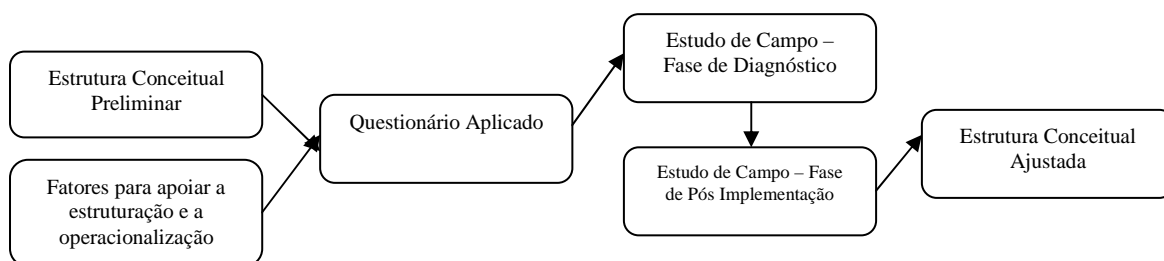 Estrutura Conceitual
Preliminar
Fatores para apoiar a
estruturação e a
operacionalização
Questionário Aplicado
Estudo de Campo –
Fase de Diagnóstico
Estudo de Campo – Fase
de Pós Implementação
Estrutura Conceitual
Ajustada